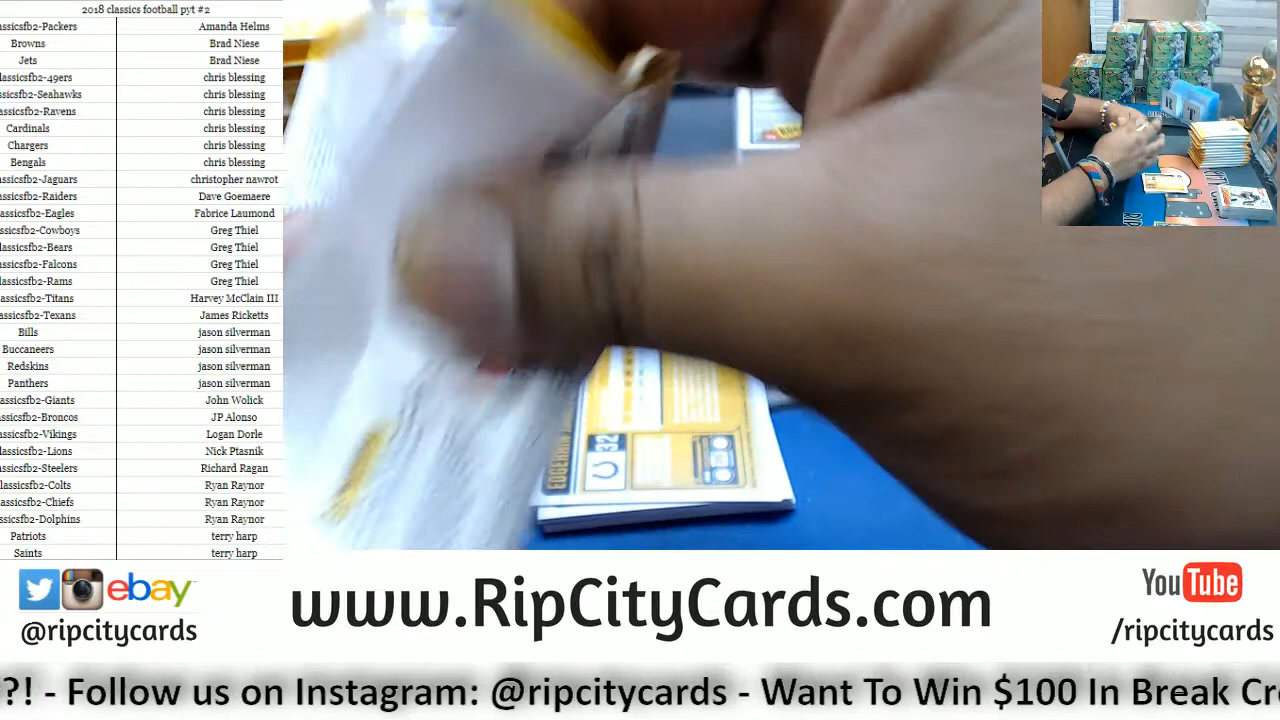 2018 classics football pyt #2
assicsfb2-Packers Amanda Helms
Browns Brad Niese
Jets Brad Niese
lassicsfb2-49ers chris blessing
assicsfb2-Seahawks chris blessing
assicsfb2-Ravens chris blessing
Cardinals chris blessing
Chargers chris blessing
Bengals chris blessing
assicsfb2-Jaguars christopher nawrot
assicsfb2-Raiders Dave Goemaere
assicsfb2-Eagles Fabrice Laumond
ssicsfb2-Cowboys Greg Thiel
lassicsfb2-Bears Greg Thiel
assicsfb2-Falcons Greg Thiel
lassicsfb2-Rams Greg Thiel
assicsfb2-Titans Harvey McClain III
assicsfb2-Texans James Ricketts
Bills jason silverman
Buccaneers jason silverman
Redskins jason silverman
Panthers jason silverman
lassicsfb2-Giants John Wolick
assicsfb2-Broncos JP Alonso
assicsfb2-Vikings Logan Dorle
lassicsfb2-Lions Nick Ptasnik
assicsfb2-Steelers Richard Ragan
lassicsfb2-Colts Ryan Raynor
lassicsfb2-Chiefs Ryan Raynor
ssicsfb2-Dolphins Ryan Raynor
Patriots terry harp
Saints terry harp
EDGERRIN
32
R T
ebay
@ripcitycards
www.RipCityCards.com
YouTube
/ripcitycards
?! - Follow us on Instagram: @ripcitycards - Want To Win $100 In Break Cr